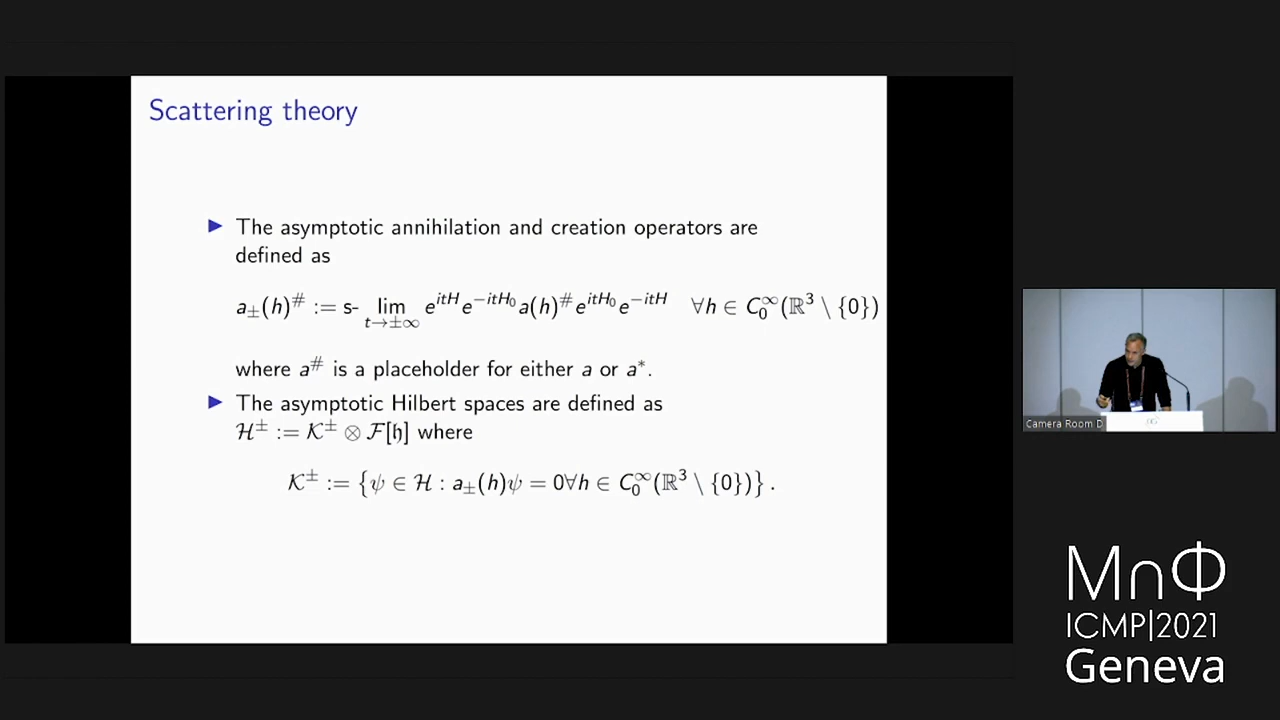 Scattering theory
▶ The asymptotic annihilation and creation operators are
defined as
a±(h)^# := s- lim_{t→±∞} e^{itH} e^{−itH₀} a(h)^# e^{itH₀} e^{−itH} ∀h ∈ C₀^∞(ℝ³ \ {0})
where a^# is a placeholder for either a or a*.
▶ The asymptotic Hilbert spaces are defined as
ℋ^± := 𝒦^± ⊗ ℱ[𝔥] where
𝒦^± := {ψ ∈ ℋ : a±(h)ψ = 0∀h ∈ C₀^∞(ℝ³ \ {0})}.
Camera Room D
M∩Φ
ICMP|2021
Geneva